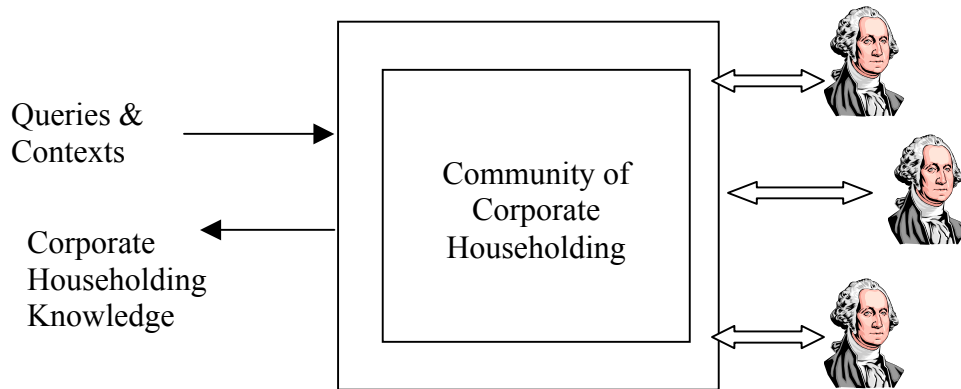 Queries &
Contexts
Corporate
Householding
Knowledge
Community of
Corporate
Householding